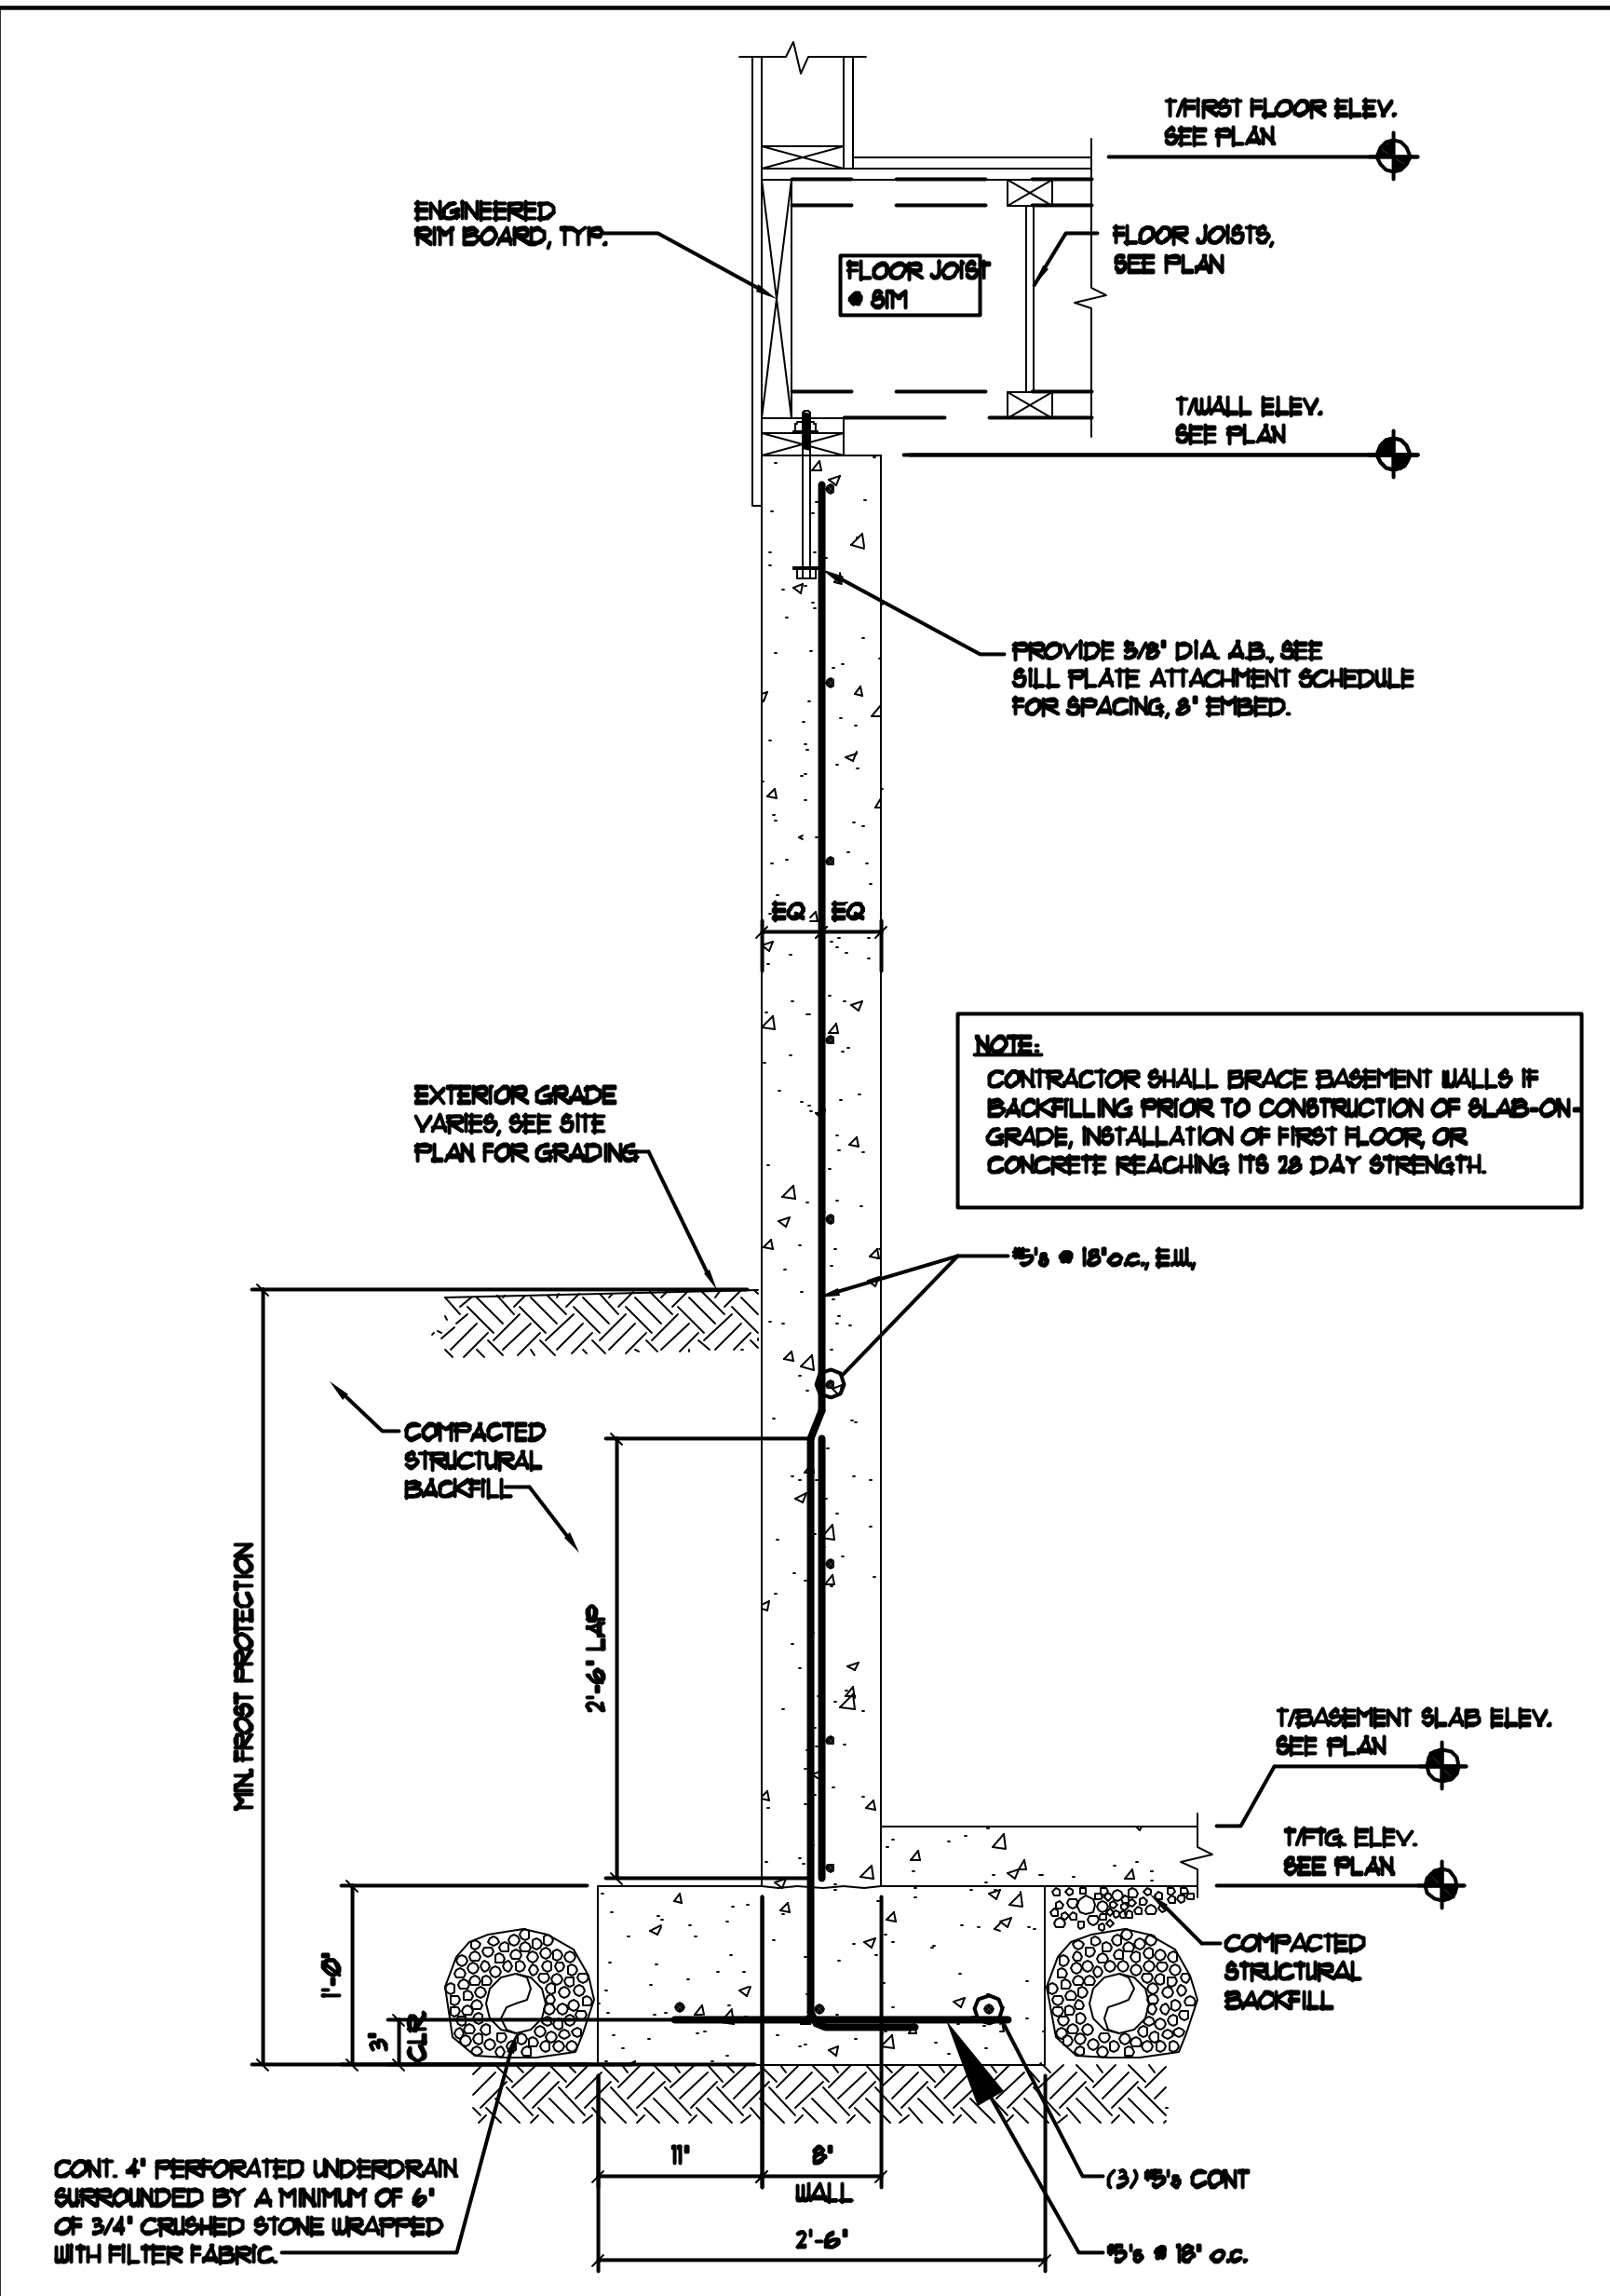 T/FIRST FLOOR ELEV.
SEE PLAN
ENGINEERED
RIM BOARD, TYP.
FLOOR JOISTS,
SEE PLAN
FLOOR JOIST
@ SIM
T/WALL ELEV.
SEE PLAN
PROVIDE 5/8" DIA. A.B., SEE
SILL PLATE ATTACHMENT SCHEDULE
FOR SPACING, 8" EMBED.
EQ EQ
NOTE:
CONTRACTOR SHALL BRACE BASEMENT WALLS IF
BACKFILLING PRIOR TO CONSTRUCTION OF SLAB-ON-
GRADE, INSTALLATION OF FIRST FLOOR, OR
CONCRETE REACHING ITS 28 DAY STRENGTH.
EXTERIOR GRADE
VARIES, SEE SITE
PLAN FOR GRADING
#5's @ 18"o.c., E.W.,
COMPACTED
STRUCTURAL
BACKFILL
MIN. FROST PROTECTION
2'-6" LAP
T/BASEMENT SLAB ELEV.
SEE PLAN
T/FTG. ELEV.
SEE PLAN
COMPACTED
STRUCTURAL
BACKFILL
1'-0"
3"
CLR.
11"
8"
WALL
2'-6"
(3) #5's CONT
#5's @ 18" o.c.
CONT. 4" PERFORATED UNDERDRAIN
SURROUNDED BY A MINIMUM OF 6"
OF 3/4" CRUSHED STONE WRAPPED
WITH FILTER FABRIC.